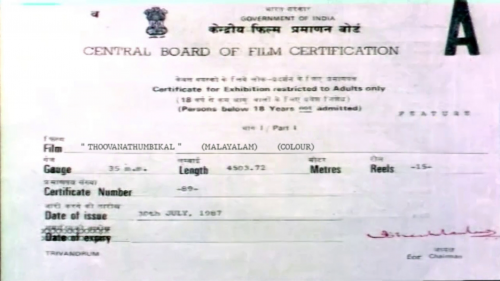 भारत सरकार
GOVERNMENT OF INDIA
केन्द्रीय फिल्म प्रमाणन बोर्ड
CENTRAL BOARD OF FILM CERTIFICATION
A
Certificate for Exhibition restricted to Adults only
(Persons below 18 Years not admitted)
FEATURE
भाग I / Part I
Film "THOOVANATHUMBIKAL" (MALAYALAM) (COLOUR)
Gauge 35 m.m. Length 4503.72 Metres Reels -15-
Certificate Number -89-
Date of issue 30th JULY, 1987
Date of expiry
TRIVANDRUM
for Chairman